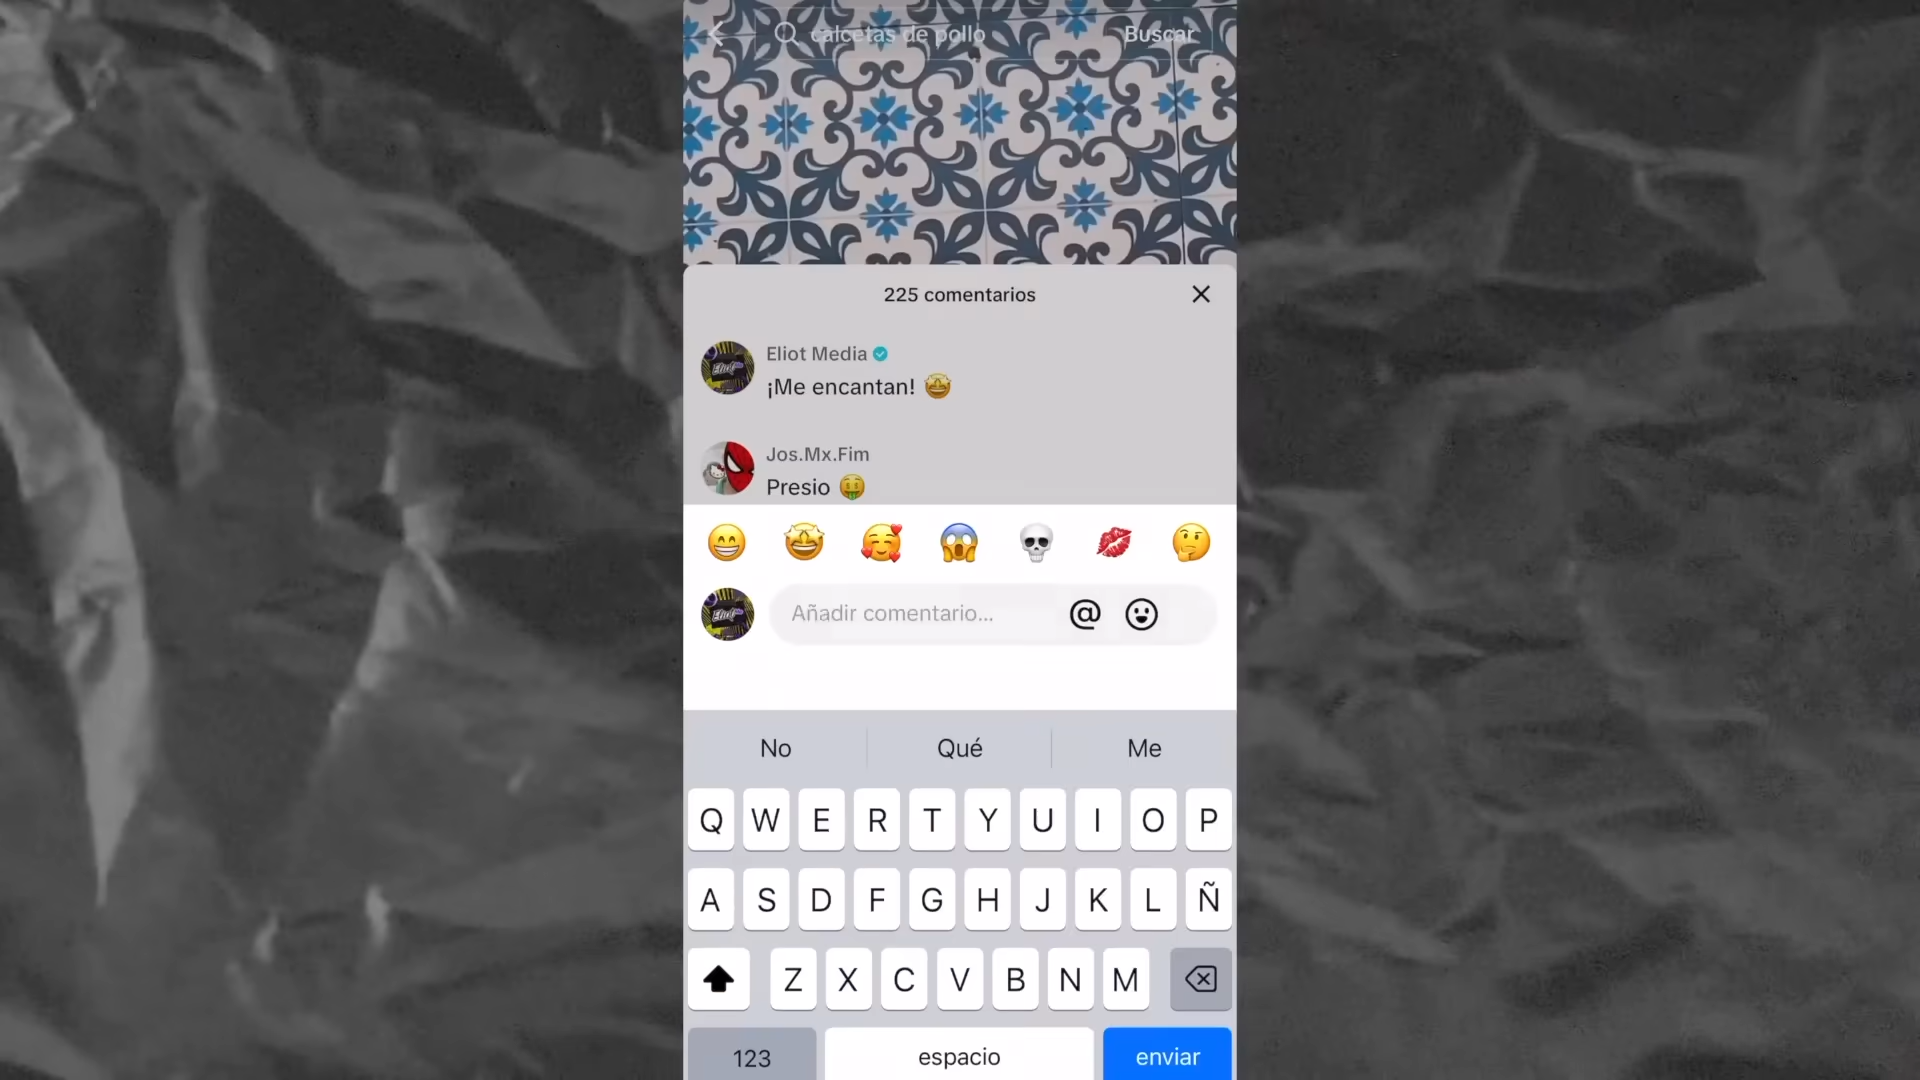 calcetas de pollo Buscar
225 comentarios
Eliot Media
¡Me encantan! 🤩
Jos.Mx.Fim
Presio 🤑
Añadir comentario...
No Qué Me
Q W E R T Y U I O P
A S D F G H J K L Ñ
Z X C V B N M
123 espacio enviar